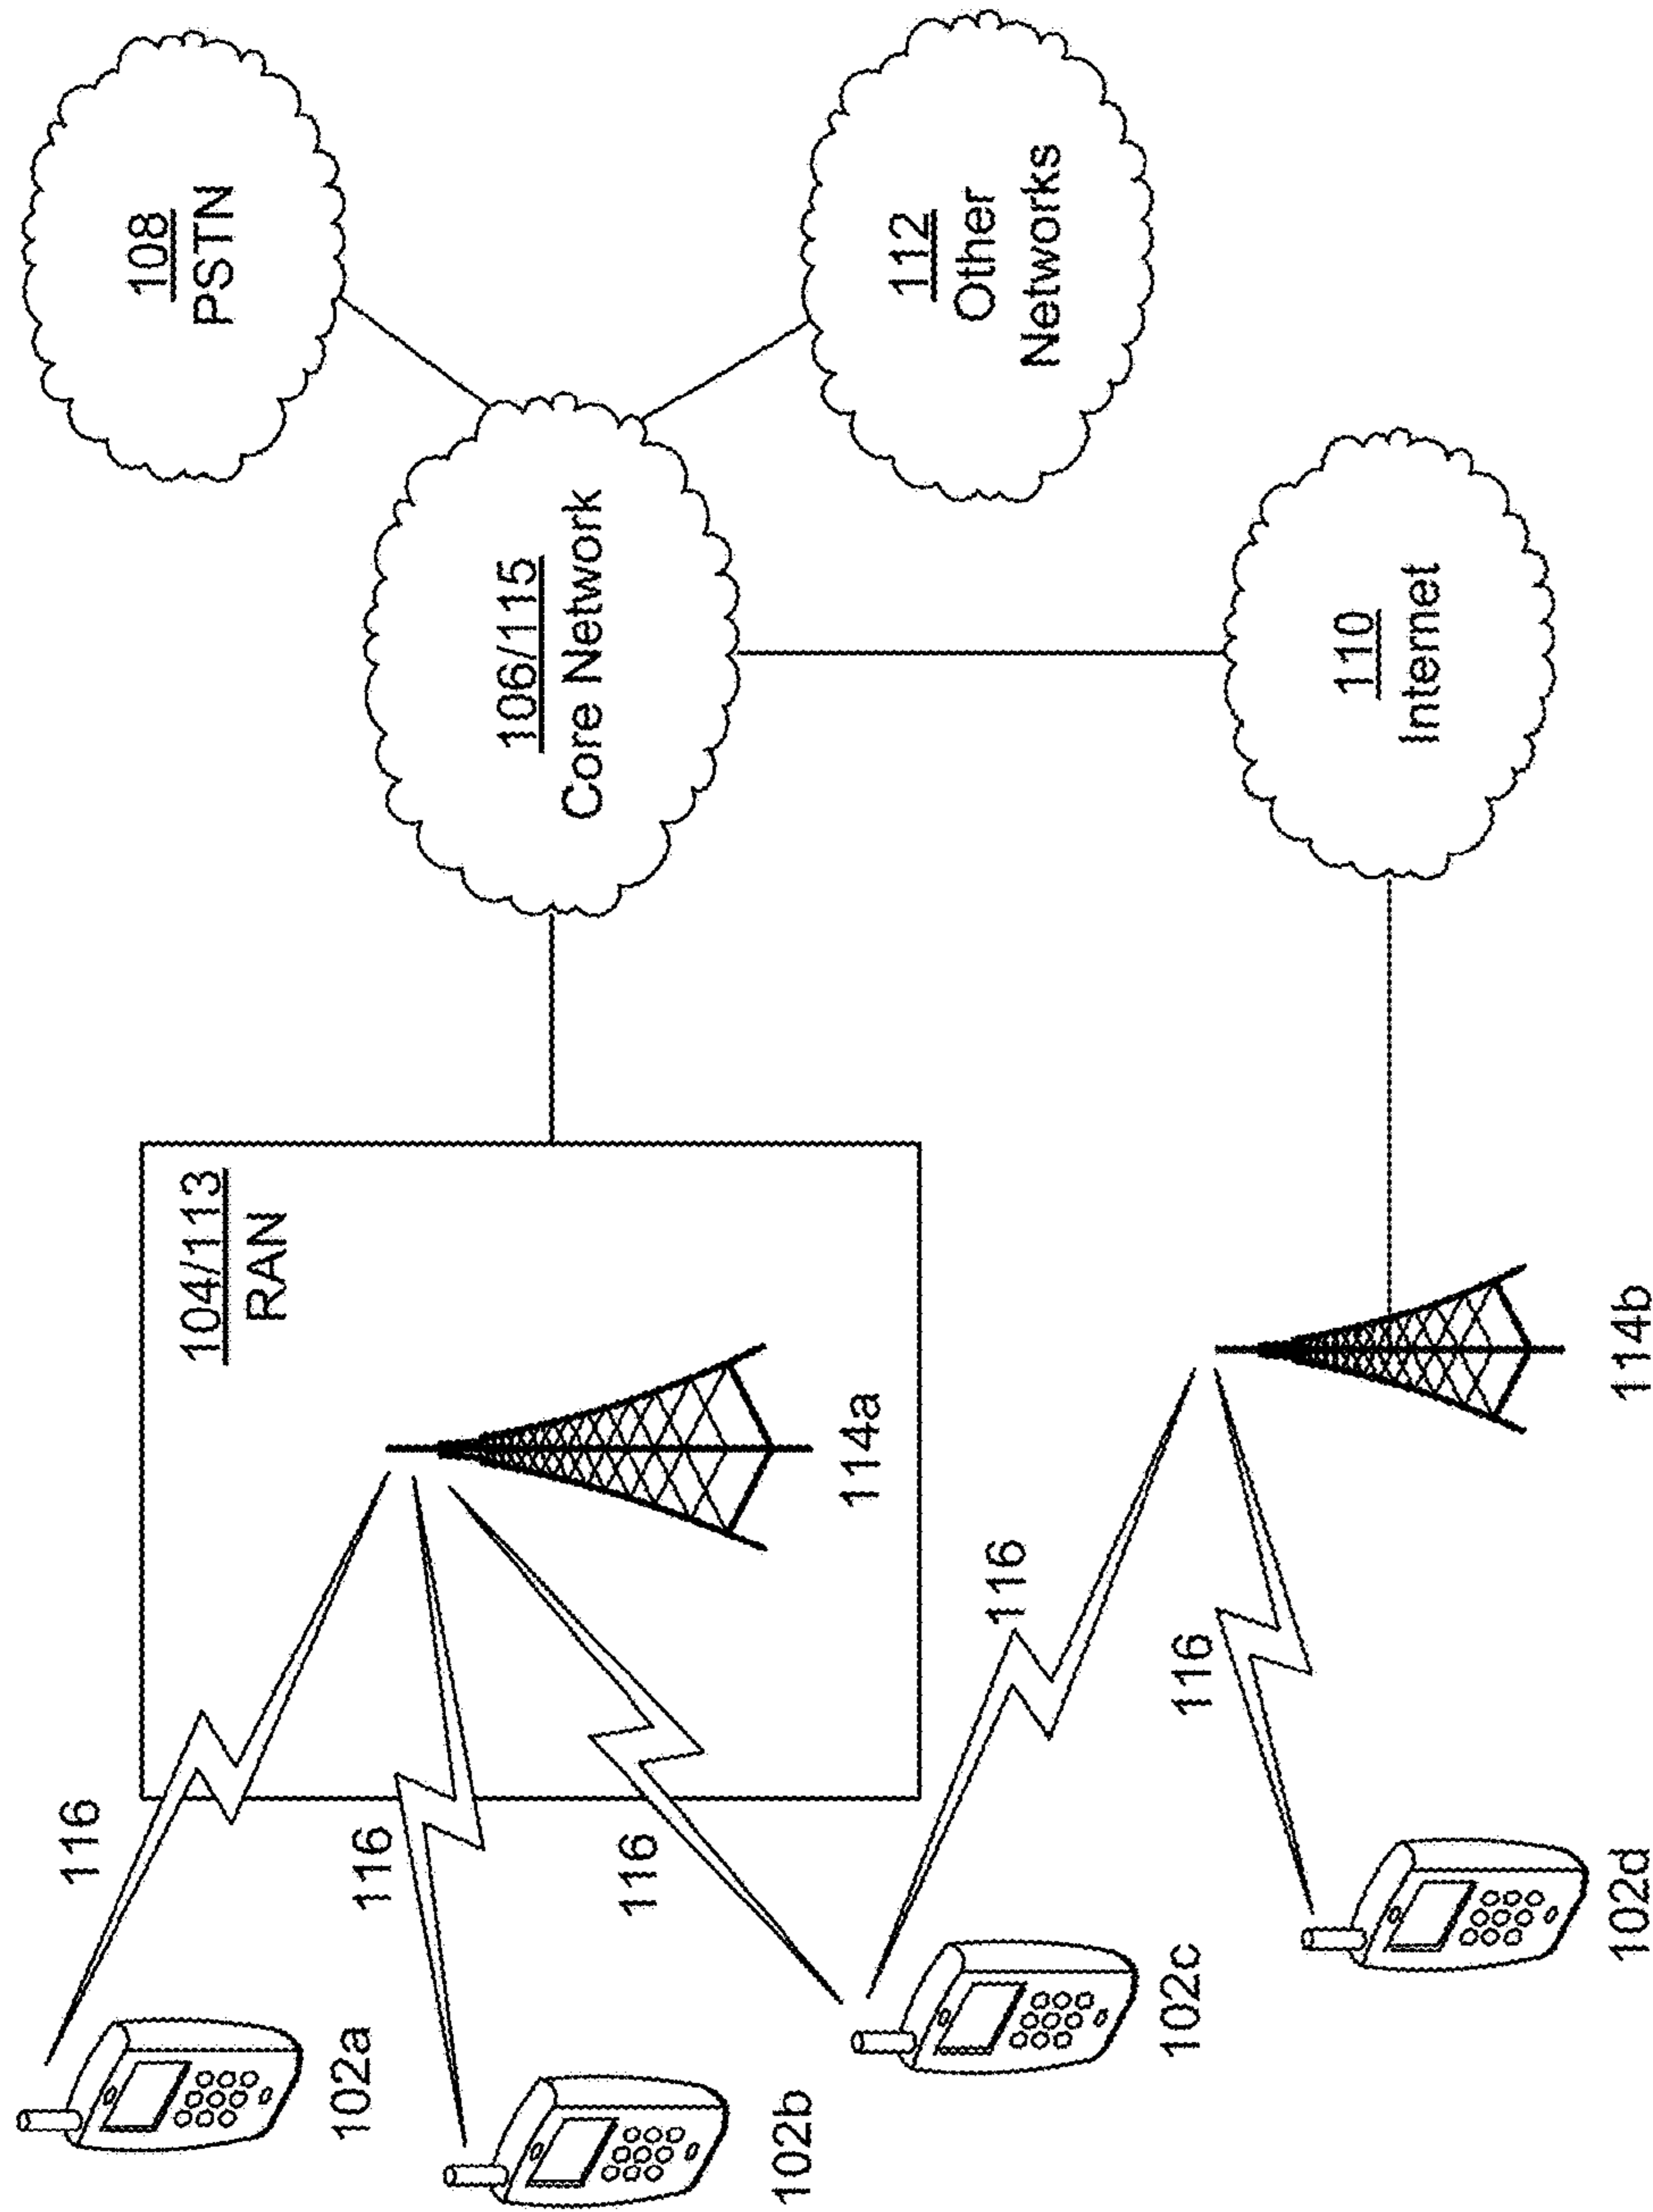 108
PSTN
106/115
Core Network
112
Other
Networks
110
Internet
104/113
RAN
114a
114b
116
116
116
116
116
102a
102b
102c
102d